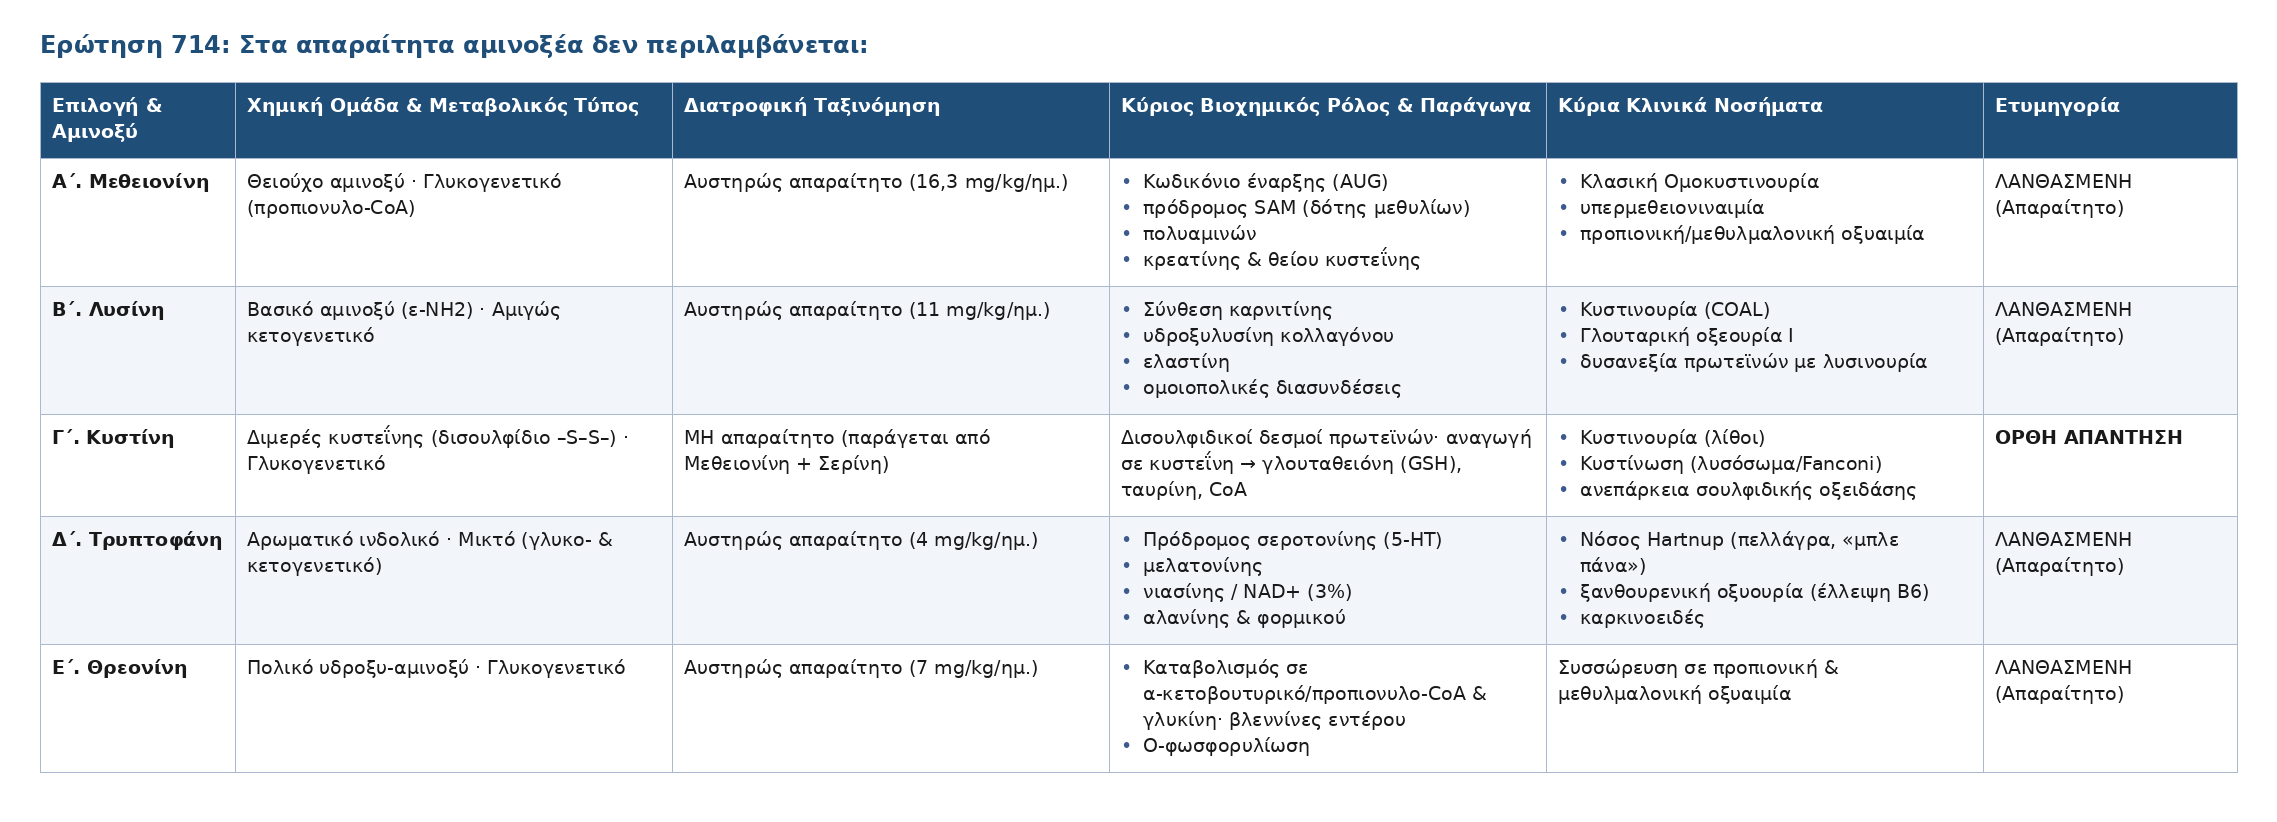 Ερώτηση 714: Στα απαραίτητα αμινοξέα δεν περιλαμβάνεται:
Επιλογή &
Αμινοξύ
Χημική Ομάδα & Μεταβολικός Τύπος
Διατροφική Ταξινόμηση
Κύριος Βιοχημικός Ρόλος & Παράγωγα
Κύρια Κλινικά Νοσήματα
Ετυμηγορία
Α΄. Μεθειονίνη
Θειούχο αμινοξύ · Γλυκογενετικό
(προπιονυλο-CoA)
Αυστηρώς απαραίτητο (16,3 mg/kg/ημ.)
• Κωδικόνιο έναρξης (AUG)
• πρόδρομος SAM (δότης μεθυλίων)
• πολυαμινών
• κρεατίνης & θείου κυστεΐνης
• Κλασική Ομοκυστινουρία
• υπερμεθειονιναιμία
• προπιονική/μεθυλμαλονική οξυαιμία
ΛΑΝΘΑΣΜΕΝΗ
(Απαραίτητο)
Β΄. Λυσίνη
Βασικό αμινοξύ (ε-NH2) · Αμιγώς
κετογενετικό
Αυστηρώς απαραίτητο (11 mg/kg/ημ.)
• Σύνθεση καρνιτίνης
• υδροξυλυσίνη κολλαγόνου
• ελαστίνη
• ομοιοπολικές διασυνδέσεις
• Κυστινουρία (COAL)
• Γλουταρική οξεουρία Ι
• δυσανεξία πρωτεϊνών με λυσινουρία
ΛΑΝΘΑΣΜΕΝΗ
(Απαραίτητο)
Γ΄. Κυστίνη
Διμερές κυστεΐνης (δισουλφίδιο –S–S–) ·
Γλυκογενετικό
ΜΗ απαραίτητο (παράγεται από
Μεθειονίνη + Σερίνη)
Δισουλφιδικοί δεσμοί πρωτεϊνών· αναγωγή
σε κυστεΐνη → γλουταθειόνη (GSH),
ταυρίνη, CoA
• Κυστινουρία (λίθοι)
• Κυστίνωση (λυσόσωμα/Fanconi)
• ανεπάρκεια σουλφιδικής οξειδάσης
ΟΡΘΗ ΑΠΑΝΤΗΣΗ
Δ΄. Τρυπτοφάνη
Αρωματικό ινδολικό · Μικτό (γλυκο- &
κετογενετικό)
Αυστηρώς απαραίτητο (4 mg/kg/ημ.)
• Πρόδρομος σεροτονίνης (5-HT)
• μελατονίνης
• νιασίνης / NAD+ (3%)
• αλανίνης & φορμικού
• Νόσος Hartnup (πελλάγρα, «μπλε
πάνα»)
• ξανθουρενική οξυουρία (έλλειψη Β6)
• καρκινοειδές
ΛΑΝΘΑΣΜΕΝΗ
(Απαραίτητο)
Ε΄. Θρεονίνη
Πολικό υδροξυ-αμινοξύ · Γλυκογενετικό
Αυστηρώς απαραίτητο (7 mg/kg/ημ.)
• Καταβολισμός σε
α-κετοβουτυρικό/προπιονυλο-CoA &
γλυκίνη· βλεννίνες εντέρου
• Ο-φωσφορυλίωση
Συσσώρευση σε προπιονική &
μεθυλμαλονική οξυαιμία
ΛΑΝΘΑΣΜΕΝΗ
(Απαραίτητο)